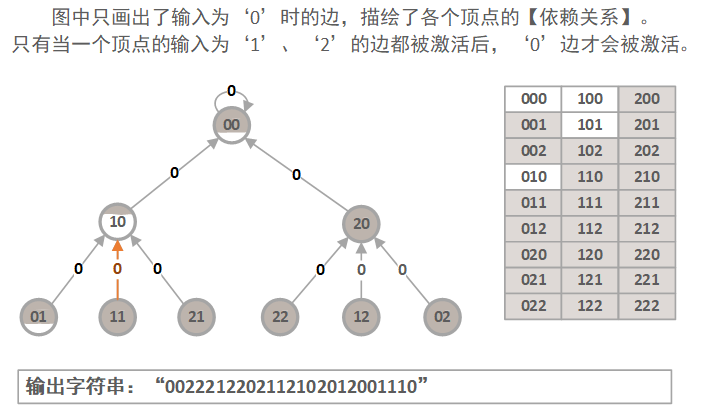 图中只画出了输入为‘0’时的边，描绘了各个顶点的【依赖关系】。
只有当一个顶点的输入为‘1’、‘2’的边都被激活后，‘0’边才会被激活。
0
00
0 0
10 20
0 0 0 0 0 0
01 11 21 22 12 02
000 100 200
001 101 201
002 102 202
010 110 210
011 111 211
012 112 212
020 120 220
021 121 221
022 122 222
输出字符串：“0022212202112102012001110”